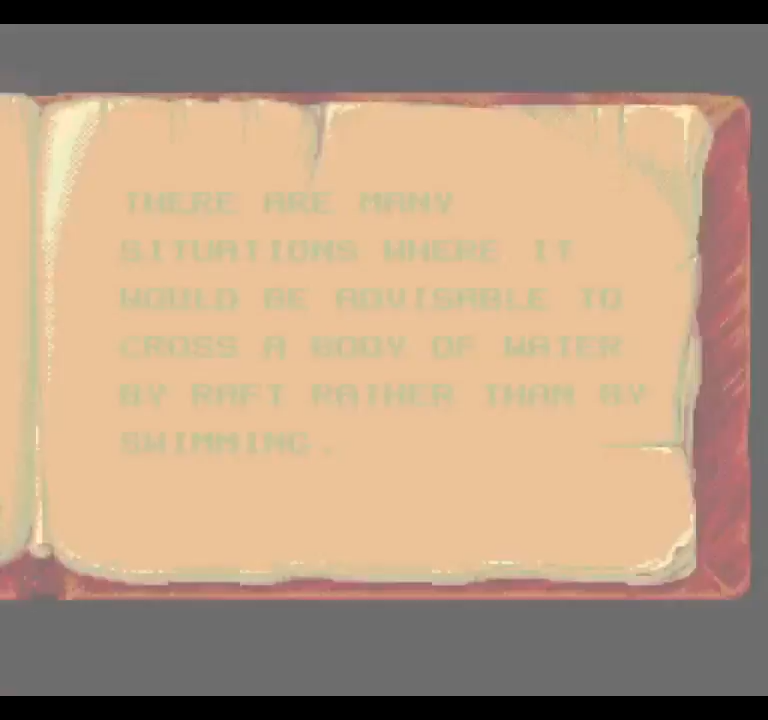 THERE ARE MANY
SITUATIONS WHERE IT
WOULD BE ADVISABLE TO
CROSS A BODY OF WATER
BY RAFT RATHER THAN BY
SWIMMING.